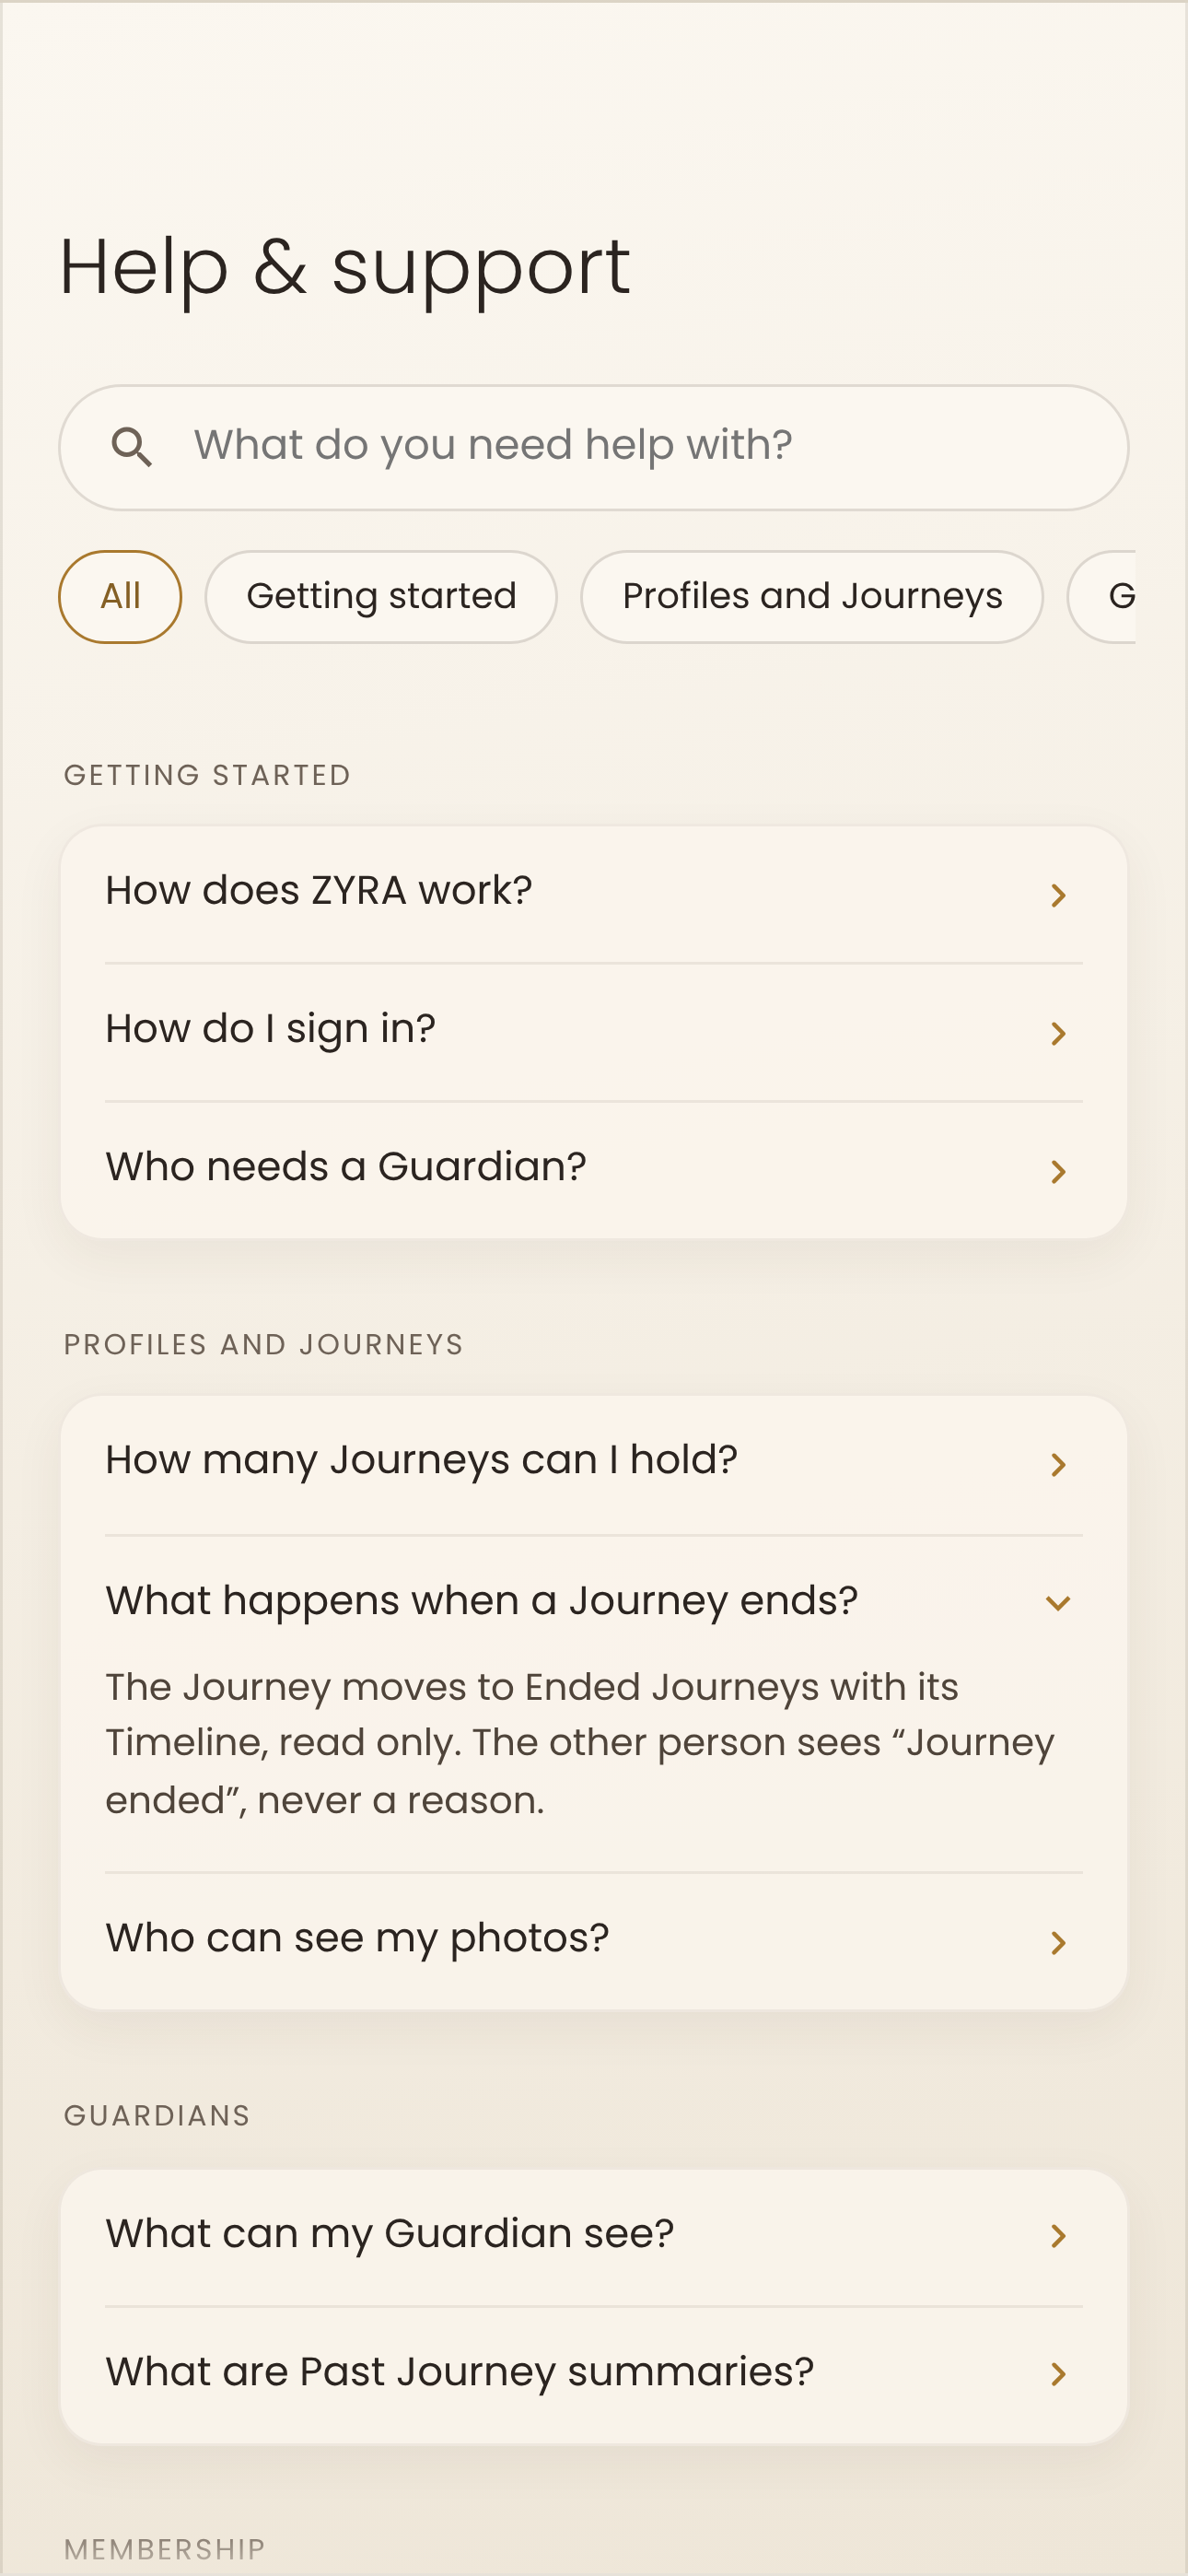 Help & support
What do you need help with?
All
Getting started
Profiles and Journeys
G
GETTING STARTED
How does ZYRA work?
How do I sign in?
Who needs a Guardian?
PROFILES AND JOURNEYS
How many Journeys can I hold?
What happens when a Journey ends?
The Journey moves to Ended Journeys with its
Timeline, read only. The other person sees “Journey
ended”, never a reason.
Who can see my photos?
GUARDIANS
What can my Guardian see?
What are Past Journey summaries?
MEMBERSHIP